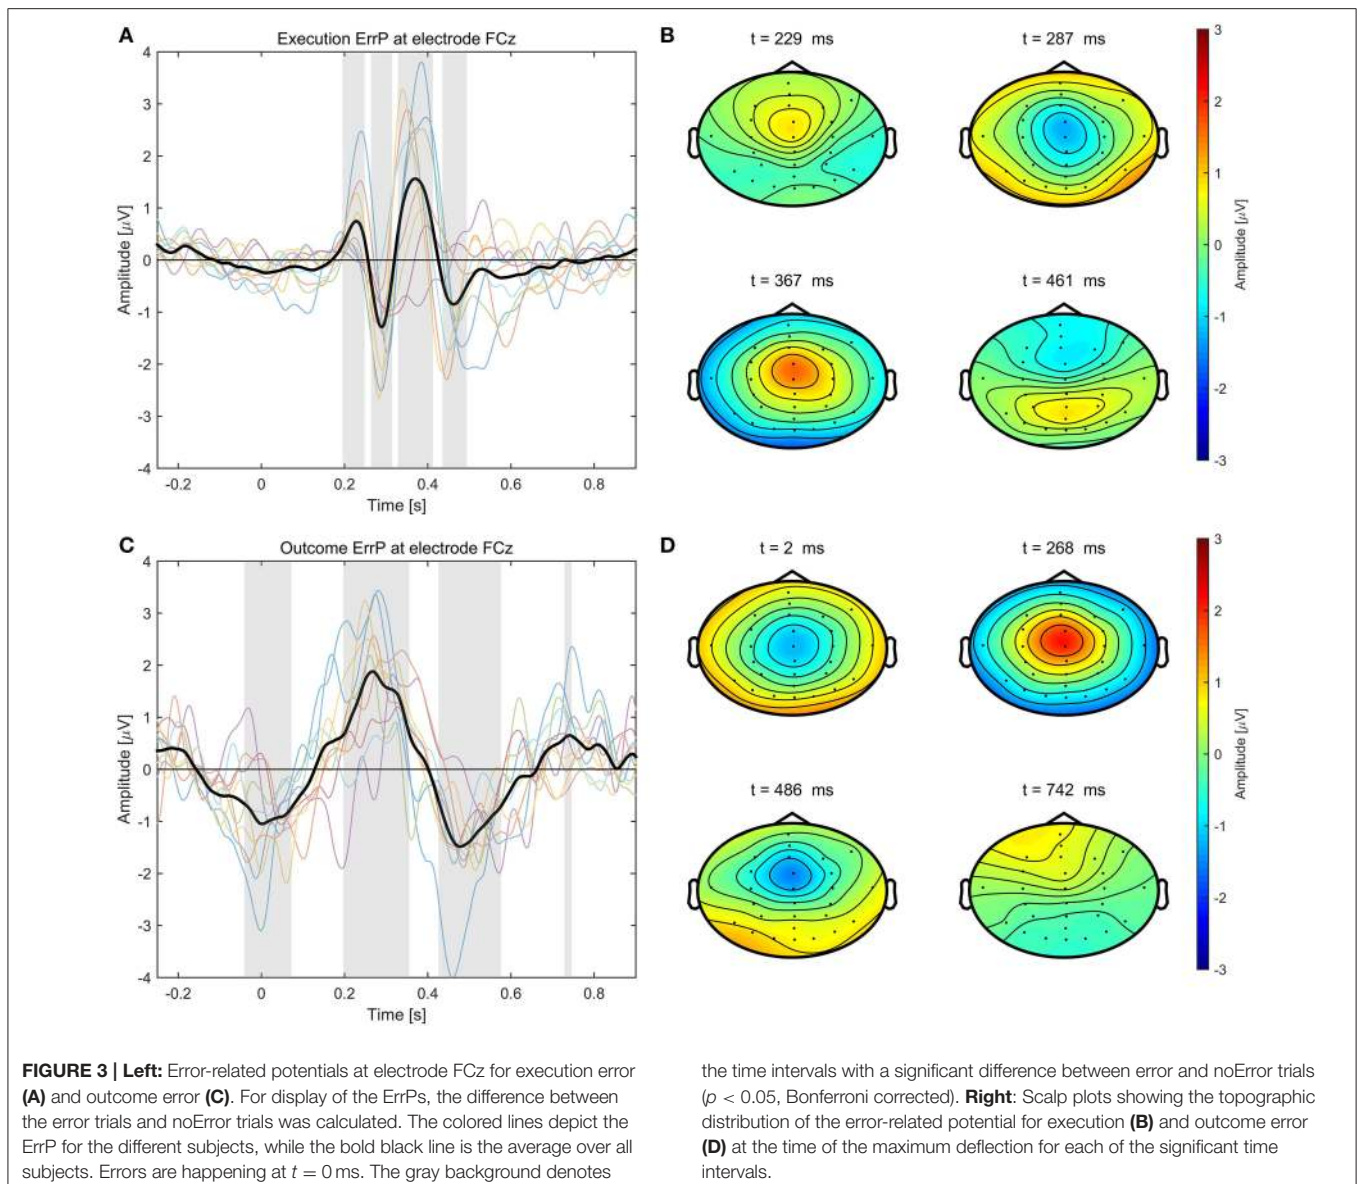 A
Execution ErrP at electrode FCz
4
3
2
1
0
-1
-2
-3
-4
Amplitude [μV]
-0.2 0 0.2 0.4 0.6 0.8
Time [s]
B
t = 229 ms
t = 287 ms
t = 367 ms
t = 461 ms
3
2
1
0
-1
-2
-3
Amplitude [μV]
C
Outcome ErrP at electrode FCz
4
3
2
1
0
-1
-2
-3
-4
Amplitude [μV]
-0.2 0 0.2 0.4 0.6 0.8
Time [s]
D
t = 2 ms
t = 268 ms
t = 486 ms
t = 742 ms
3
2
1
0
-1
-2
-3
Amplitude [μV]
FIGURE 3 | Left: Error-related potentials at electrode FCz for execution error
(A) and outcome error (C). For display of the ErrPs, the difference between
the error trials and noError trials was calculated. The colored lines depict the
ErrP for the different subjects, while the bold black line is the average over all
subjects. Errors are happening at t = 0 ms. The gray background denotes
the time intervals with a significant difference between error and noError trials
(p < 0.05, Bonferroni corrected). Right: Scalp plots showing the topographic
distribution of the error-related potential for execution (B) and outcome error
(D) at the time of the maximum deflection for each of the significant time
intervals.